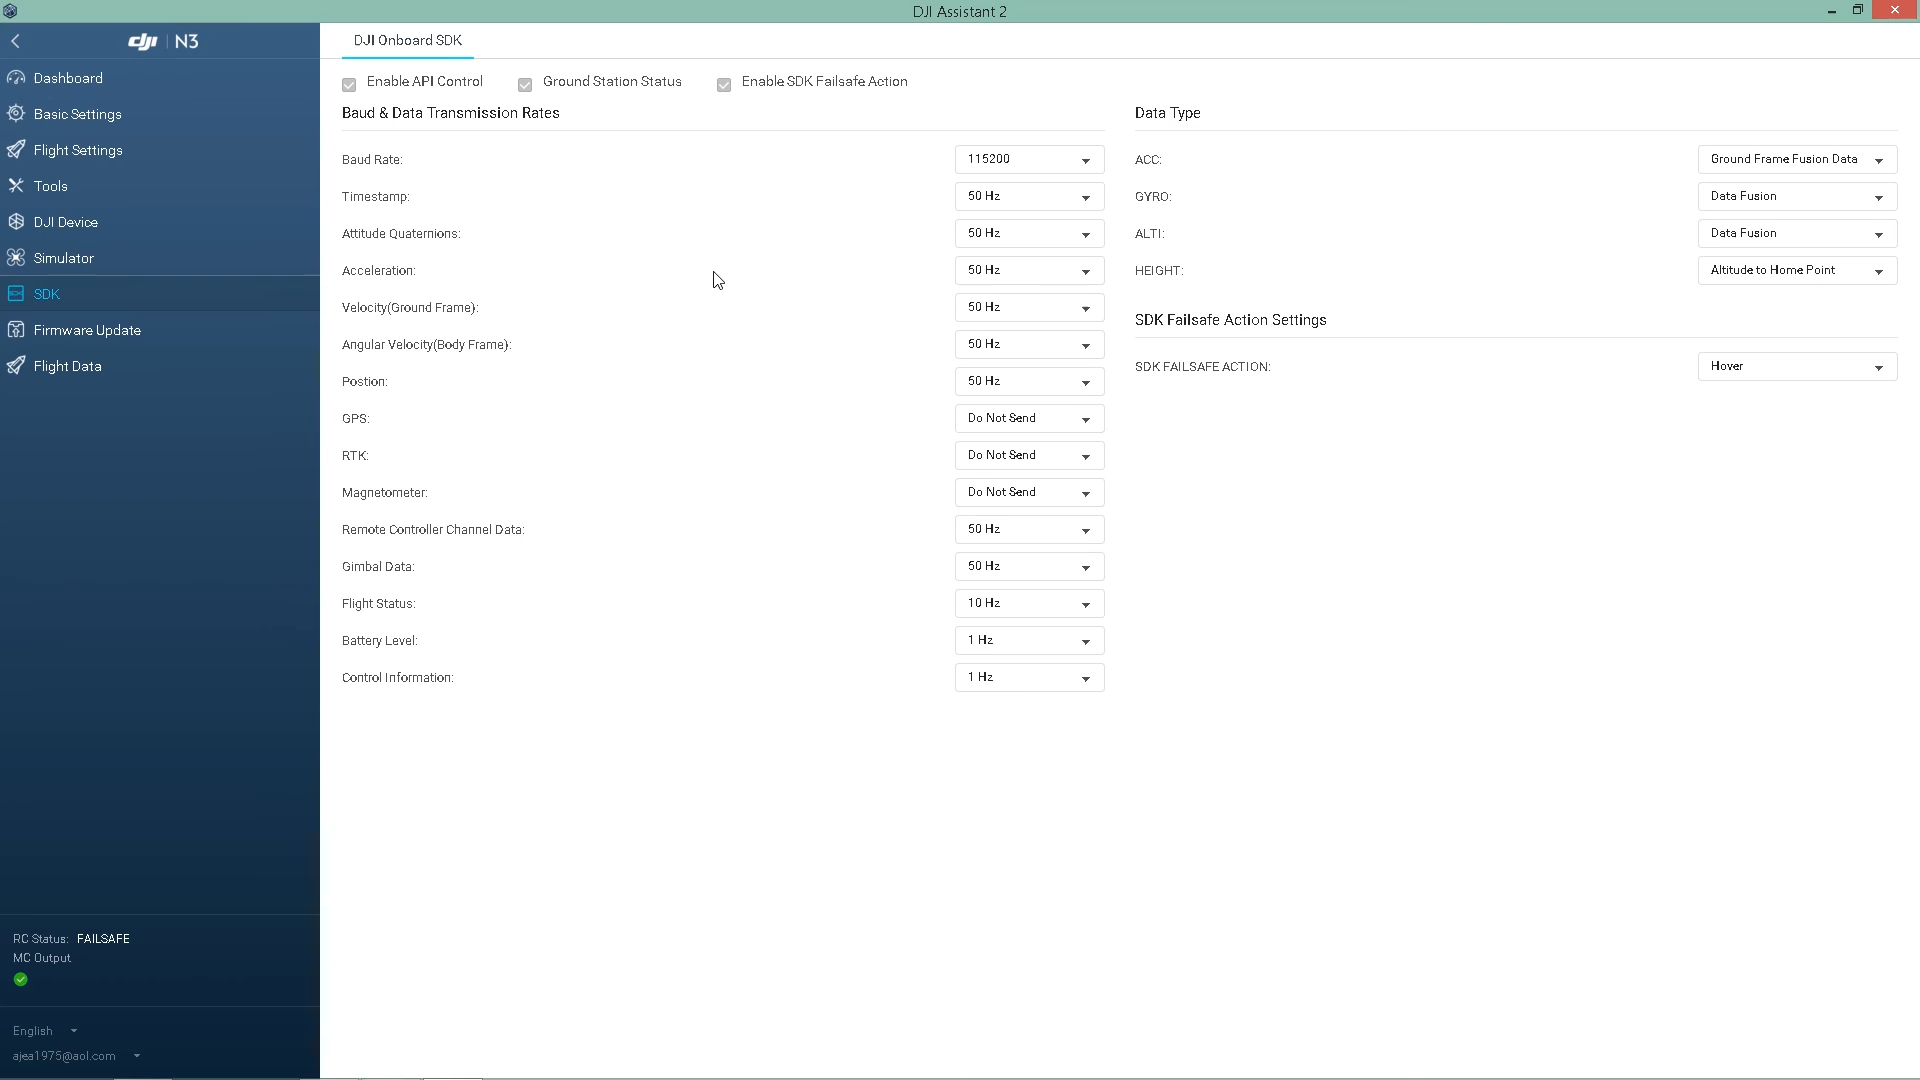 DJI Assistant 2
dji | N3
Dashboard
Basic Settings
Flight Settings
Tools
DJI Device
Simulator
SDK
Firmware Update
Flight Data
RC Status: FAILSAFE
MC Output
English
ajea1975@aol.com
DJI Onboard SDK
Enable API Control Ground Station Status Enable SDK Failsafe Action
Baud & Data Transmission Rates
Baud Rate: 115200
Timestamp: 50 Hz
Attitude Quaternions: 50 Hz
Acceleration: 50 Hz
Velocity(Ground Frame): 50 Hz
Angular Velocity(Body Frame): 50 Hz
Postion: 50 Hz
GPS: Do Not Send
RTK: Do Not Send
Magnetometer: Do Not Send
Remote Controller Channel Data: 50 Hz
Gimbal Data: 50 Hz
Flight Status: 10 Hz
Battery Level: 1 Hz
Control Information: 1 Hz
Data Type
ACC: Ground Frame Fusion Data
GYRO: Data Fusion
ALTI: Data Fusion
HEIGHT: Altitude to Home Point
SDK Failsafe Action Settings
SDK FAILSAFE ACTION: Hover